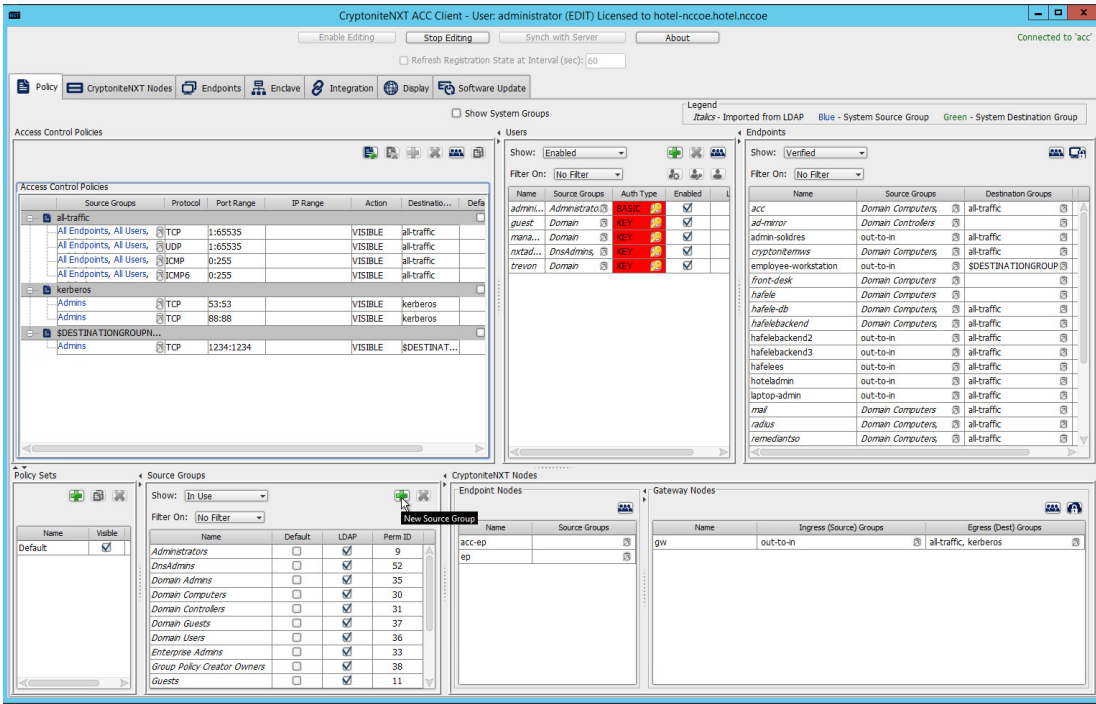 NXT CryptoniteNXT ACC Client - User: administrator (EDIT) Licensed to hotel-nccoe.hotel.nccoe
Enable Editing Stop Editing Synch with Server About Connected to 'acc'
Refresh Registration State at Interval (sec): 60
Policy CryptoniteNXT Nodes Endpoints Enclave Integration Display Software Update
Show System Groups
Legend
Italics - Imported from LDAP Blue - System Source Group Green - System Destination Group
Access Control Policies
Access Control Policies
Source Groups Protocol Port Range IP Range Action Destinatio... Defa
all-traffic
All Endpoints, All Users, TCP 1:65535 VISIBLE all-traffic
All Endpoints, All Users, UDP 1:65535 VISIBLE all-traffic
All Endpoints, All Users, ICMP 0:255 VISIBLE all-traffic
All Endpoints, All Users, ICMP6 0:255 VISIBLE all-traffic
kerberos
Admins TCP 53:53 VISIBLE kerberos
Admins TCP 88:88 VISIBLE kerberos
$DESTINATIONGROUPN...
Admins TCP 1234:1234 VISIBLE $DESTINAT...
Users
Show: Enabled
Filter On: No Filter
Name Source Groups Auth Type Enabled L
admini... Administrato BASIC
guest Domain KEY
mana... Domain KEY
nxtad... DnsAdmins, KEY
trevon Domain KEY
Endpoints
Show: Verified
Filter On: No Filter
Name Source Groups Destination Groups
acc Domain Computers, all-traffic
ad-mirror Domain Controllers
admin-solidres out-to-in all-traffic
cryptonitemws Domain Computers, all-traffic
employee-workstation out-to-in $DESTINATIONGROUP
front-desk Domain Computers
hafele Domain Computers
hafele-db Domain Computers, all-traffic
hafelebackend Domain Computers, all-traffic
hafelebackend2 out-to-in all-traffic
hafelebackend3 out-to-in all-traffic
hafelees out-to-in all-traffic
hoteladmin out-to-in all-traffic
laptop-admin out-to-in all-traffic
mail Domain Computers all-traffic
radius Domain Computers, all-traffic
remediantso Domain Computers, all-traffic
Policy Sets
Name Visible
Default
Source Groups
Show: In Use
Filter On: No Filter
New Source Group
Name Default LDAP Perm ID
Administrators 9
DnsAdmins 52
Domain Admins 35
Domain Computers 30
Domain Controllers 31
Domain Guests 37
Domain Users 36
Enterprise Admins 33
Group Policy Creator Owners 38
Guests 11
CryptoniteNXT Nodes
Endpoint Nodes
Name Source Groups
acc-ep
ep
Gateway Nodes
Name Ingress (Source) Groups Egress (Dest) Groups
gw out-to-in all-traffic, kerberos